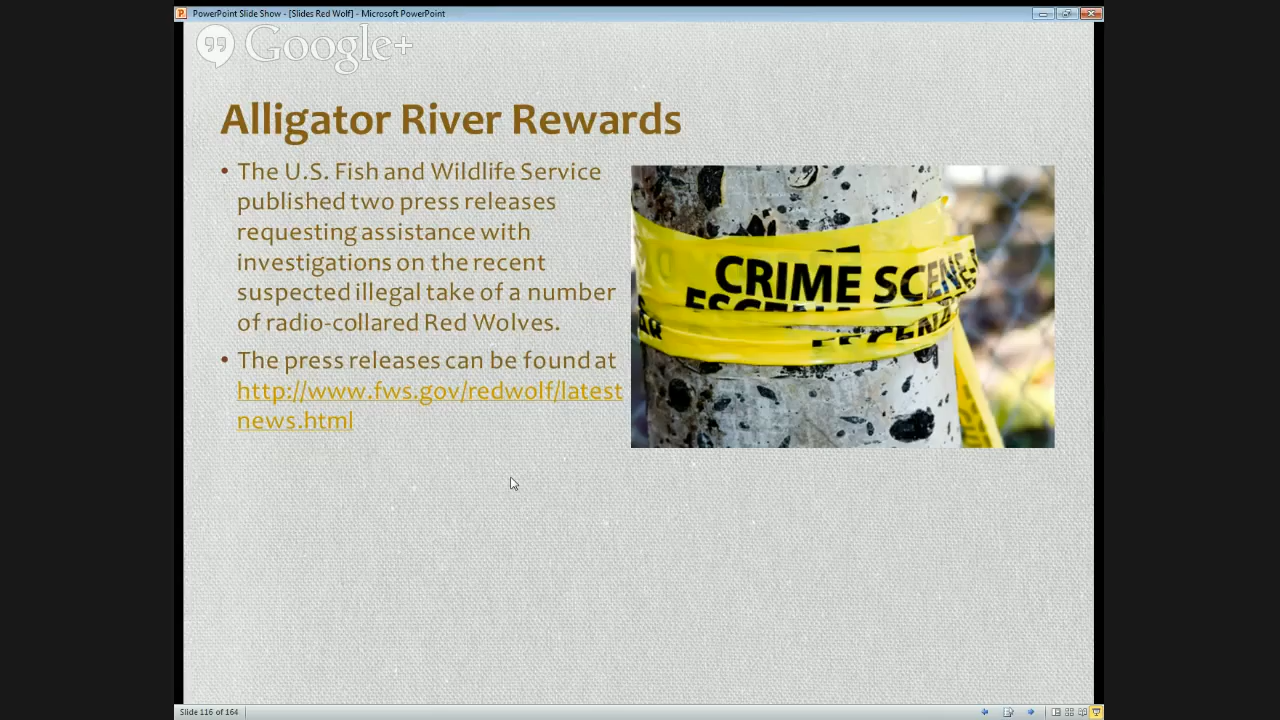 PowerPoint Slide Show - [Slides Red Wolf] - Microsoft PowerPoint
Google+
Alligator River Rewards
• The U.S. Fish and Wildlife Service
published two press releases
requesting assistance with
investigations on the recent
suspected illegal take of a number
of radio-collared Red Wolves.
• The press releases can be found at
http://www.fws.gov/redwolf/latest
news.html
CRIME SCENE
Slide 116 of 164